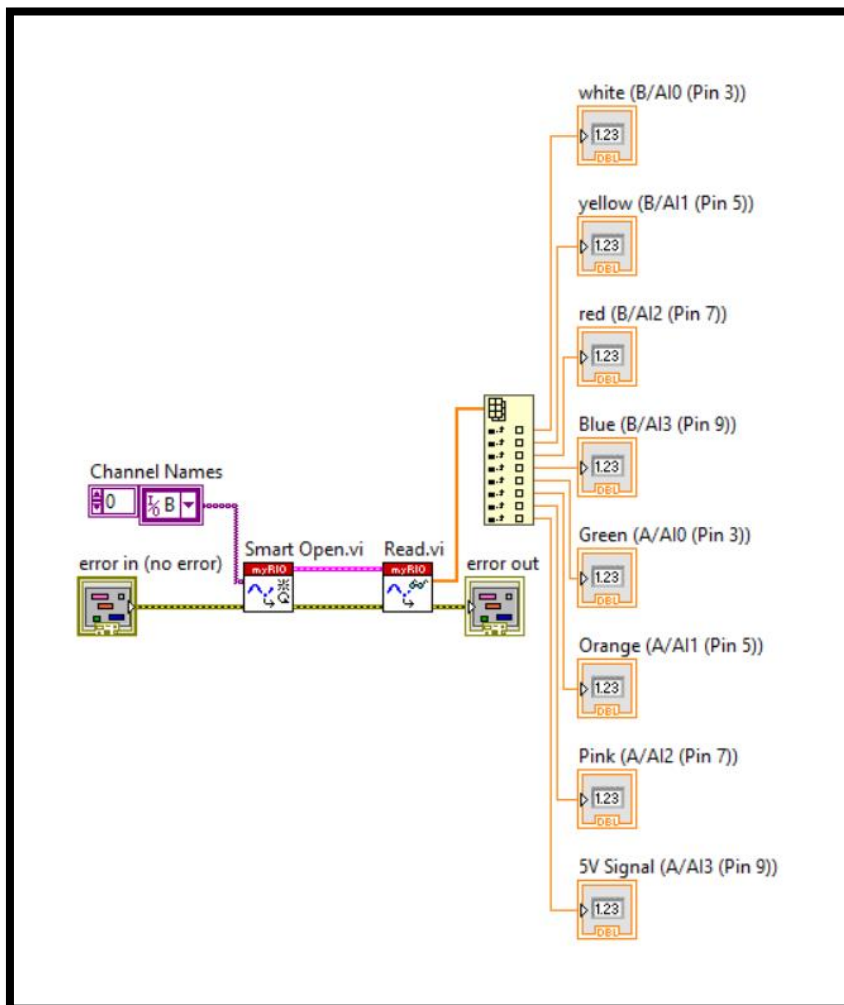 white (B/AI0 (Pin 3))
1.23
DBL
yellow (B/AI1 (Pin 5))
1.23
DBL
red (B/AI2 (Pin 7))
1.23
DBL
Blue (B/AI3 (Pin 9))
1.23
DBL
Channel Names
0
I/O B
Green (A/AI0 (Pin 3))
1.23
DBL
error in (no error)
Smart Open.vi
Read.vi
error out
myRIO
myRIO
Orange (A/AI1 (Pin 5))
1.23
DBL
Pink (A/AI2 (Pin 7))
1.23
DBL
5V Signal (A/AI3 (Pin 9))
1.23
DBL